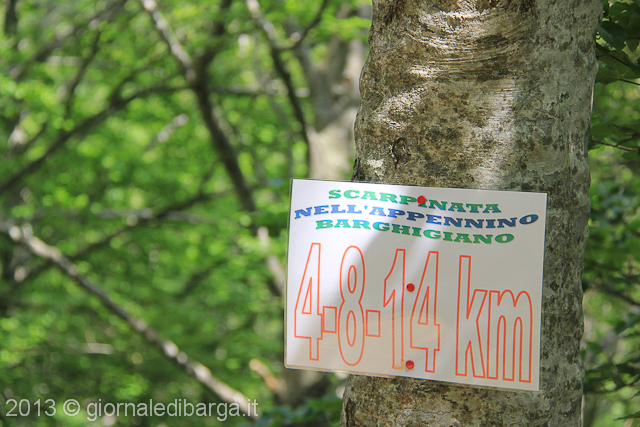 SCARPINATA
NELL'APPENNINO
BARGHIGIANO
4-8-14 km
2013 © giornaledibarga.it